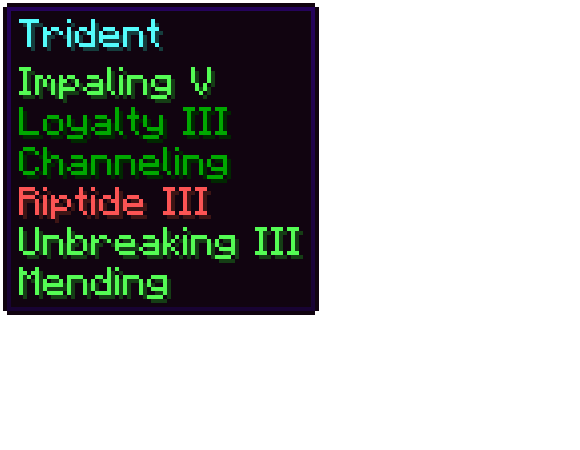 Trident
Impaling V
Loyalty III
Channeling
Riptide III
Unbreaking III
Mending